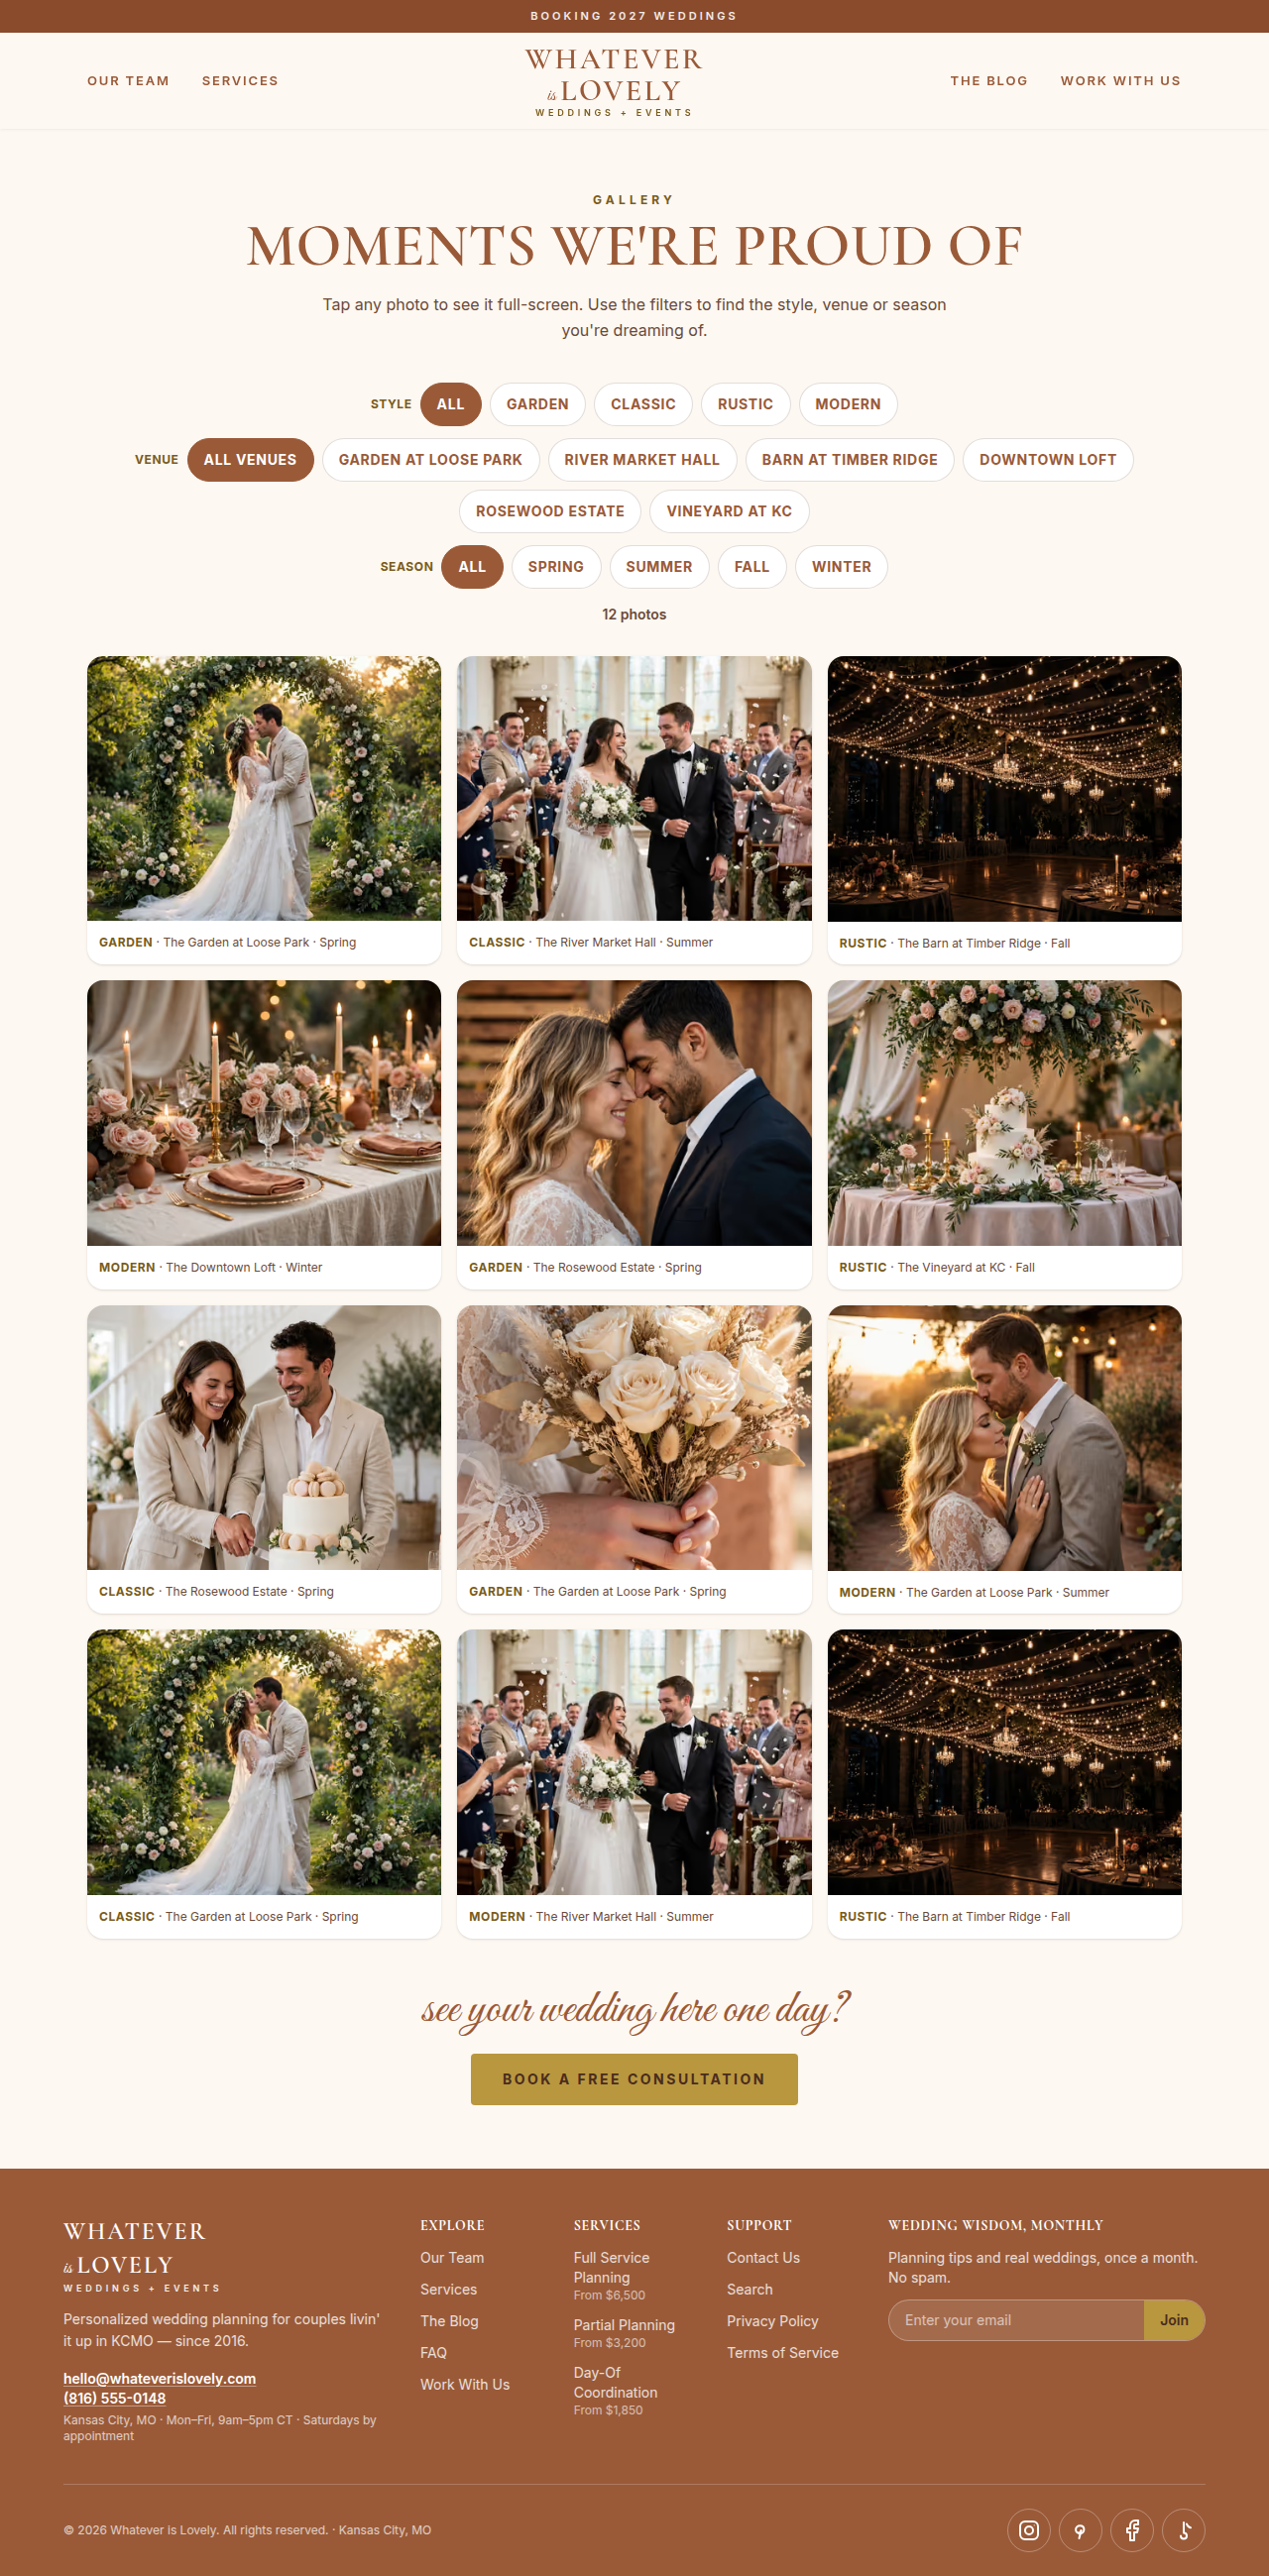 BOOKING 2027 WEDDINGS
OUR TEAM
SERVICES
WHATEVER
is LOVELY
WEDDINGS + EVENTS
THE BLOG
WORK WITH US
GALLERY
MOMENTS WE'RE PROUD OF
Tap any photo to see it full-screen. Use the filters to find the style, venue or season
you're dreaming of.
STYLE ALL GARDEN CLASSIC RUSTIC MODERN
VENUE ALL VENUES GARDEN AT LOOSE PARK RIVER MARKET HALL BARN AT TIMBER RIDGE DOWNTOWN LOFT
ROSEWOOD ESTATE VINEYARD AT KC
SEASON ALL SPRING SUMMER FALL WINTER
12 photos
GARDEN · The Garden at Loose Park · Spring
CLASSIC · The River Market Hall · Summer
RUSTIC · The Barn at Timber Ridge · Fall
MODERN · The Downtown Loft · Winter
GARDEN · The Rosewood Estate · Spring
RUSTIC · The Vineyard at KC · Fall
CLASSIC · The Rosewood Estate · Spring
GARDEN · The Garden at Loose Park · Spring
MODERN · The Garden at Loose Park · Summer
CLASSIC · The Garden at Loose Park · Spring
MODERN · The River Market Hall · Summer
RUSTIC · The Barn at Timber Ridge · Fall
see your wedding here one day?
BOOK A FREE CONSULTATION
WHATEVER
is LOVELY
WEDDINGS + EVENTS
Personalized wedding planning for couples livin'
it up in KCMO — since 2016.
hello@whateverislovely.com
(816) 555-0148
Kansas City, MO · Mon–Fri, 9am–5pm CT · Saturdays by
appointment
EXPLORE
Our Team
Services
The Blog
FAQ
Work With Us
SERVICES
Full Service
Planning
From $6,500
Partial Planning
From $3,200
Day-Of
Coordination
From $1,850
SUPPORT
Contact Us
Search
Privacy Policy
Terms of Service
WEDDING WISDOM, MONTHLY
Planning tips and real weddings, once a month.
No spam.
Enter your email
Join
© 2026 Whatever is Lovely. All rights reserved. · Kansas City, MO